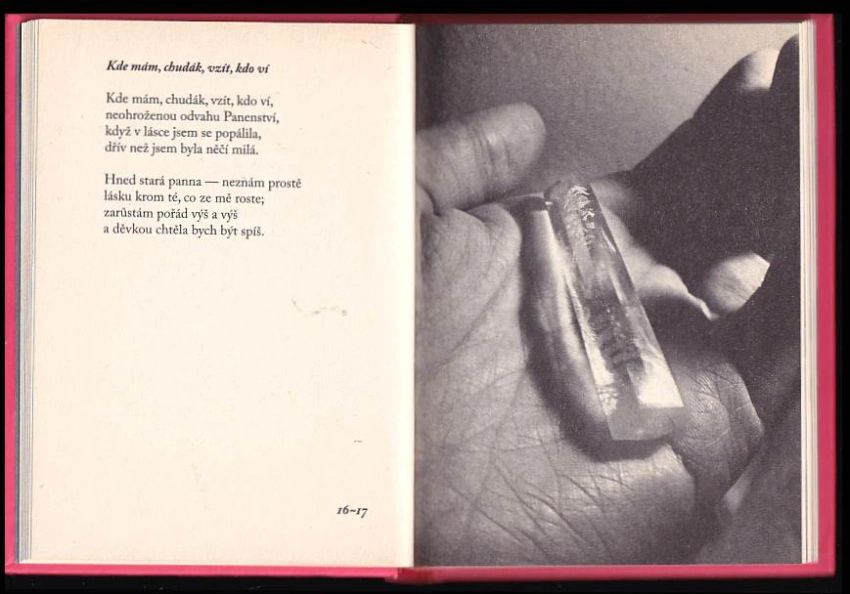 Kde mám, chudák, vzít, kdo ví
Kde mám, chudák, vzít, kdo ví,
neohroženou odvahu Panenství,
když v lásce jsem se popálila,
dřív než jsem byla něčí milá.
Hned stará panna — neznám prostě
lásku krom té, co ze mě roste;
zarůstám pořád výš a výš
a děvkou chtěla bych být spíš.
16~17